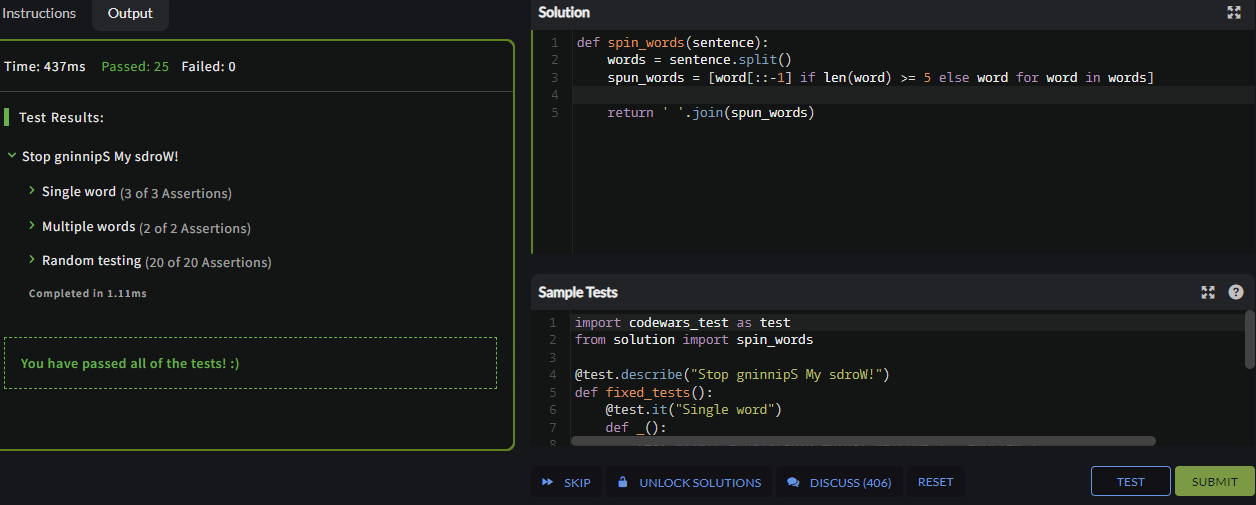 Instructions
Output
Time: 437ms Passed: 25 Failed: 0
Test Results:
Stop gninnipS My sdroW!
Single word (3 of 3 Assertions)
Multiple words (2 of 2 Assertions)
Random testing (20 of 20 Assertions)
Completed in 1.11ms
You have passed all of the tests! :)
Solution
1 def spin_words(sentence):
2     words = sentence.split()
3     spun_words = [word[::-1] if len(word) >= 5 else word for word in words]
4
5     return ' '.join(spun_words)
Sample Tests
?
1 import codewars_test as test
2 from solution import spin_words
3
4 @test.describe("Stop gninnipS My sdroW!")
5 def fixed_tests():
6     @test.it("Single word")
7     def _():
8
SKIP
UNLOCK SOLUTIONS
DISCUSS (406)
RESET
TEST
SUBMIT